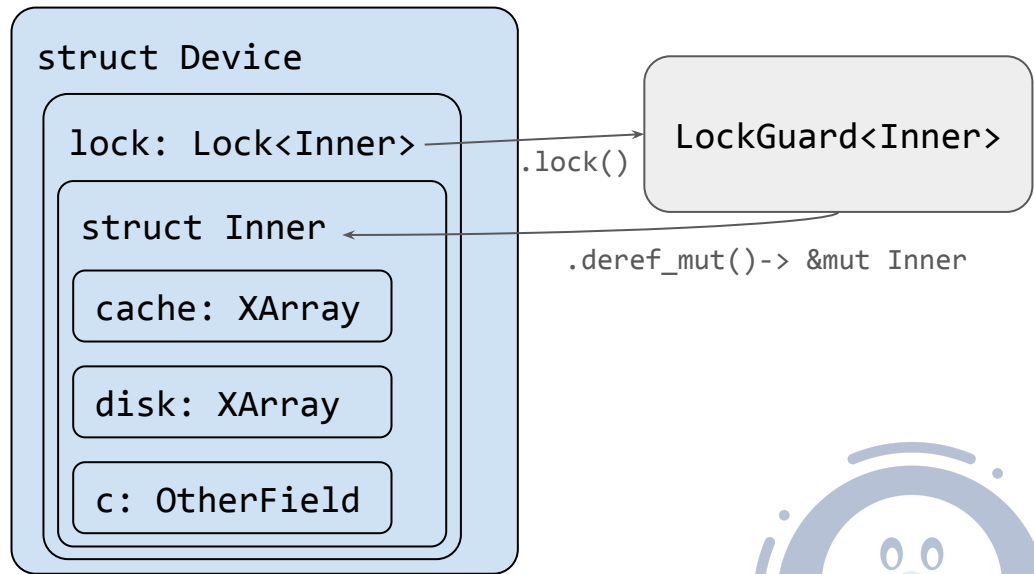 struct Device
lock: Lock<Inner>
.lock()
LockGuard<Inner>
struct Inner
.deref_mut()-> &mut Inner
cache: XArray
disk: XArray
c: OtherField